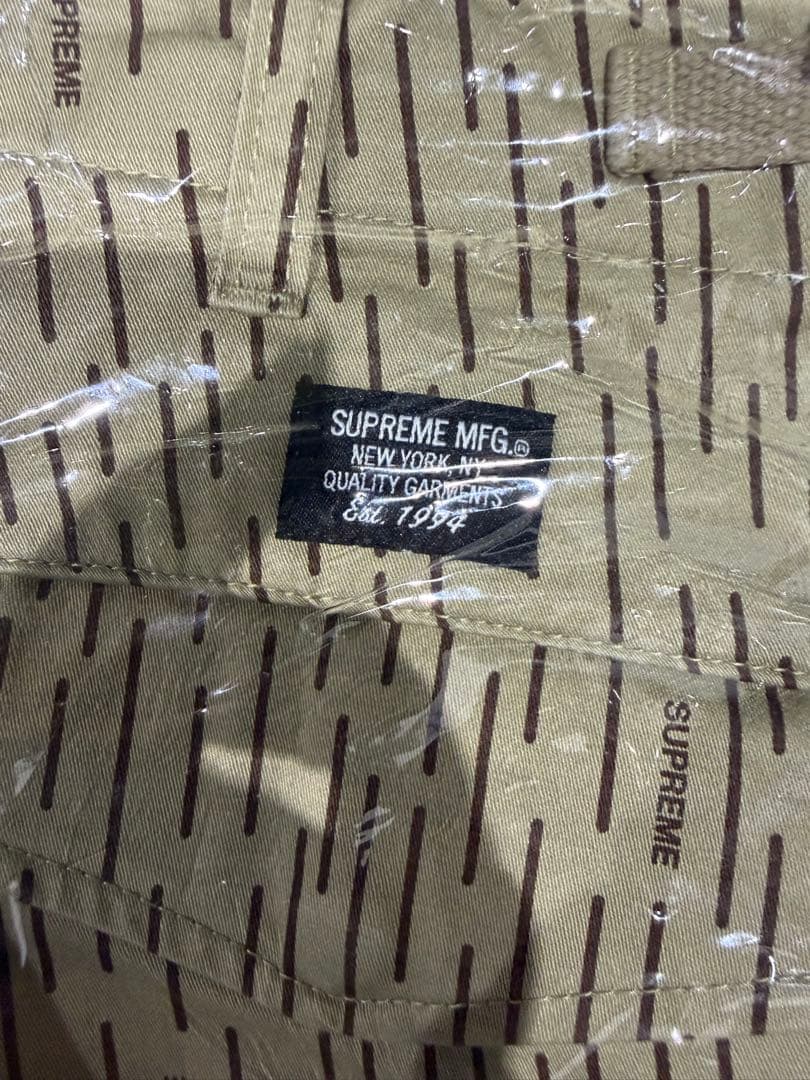 SUPREME
SUPREME MFG.®
NEW YORK, NY
QUALITY GARMENTS
Est. 1994
SUPREME